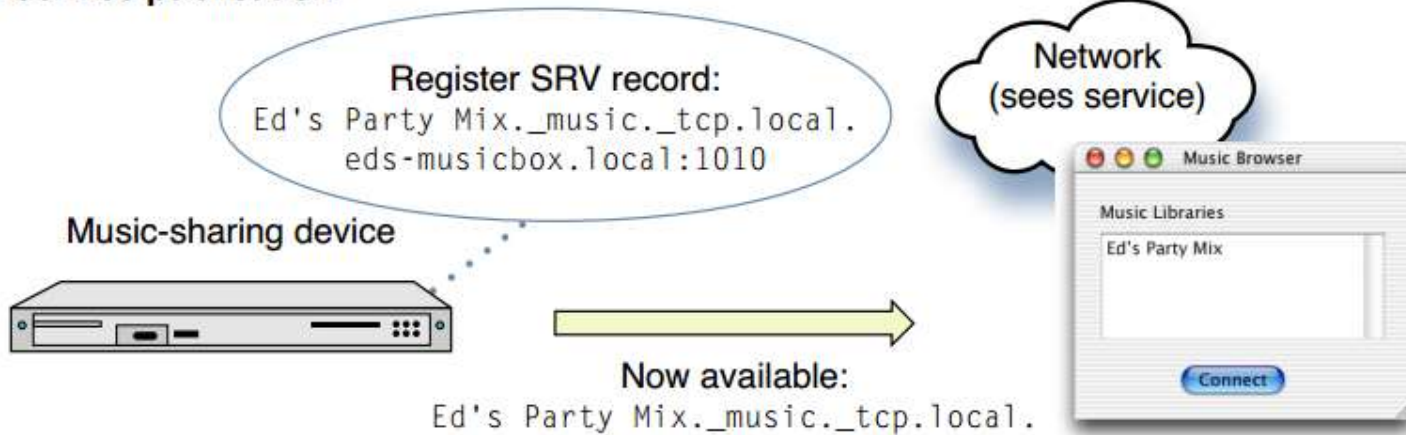 Register SRV record:
Ed's Party Mix._music._tcp.local.
eds-musicbox.local:1010
Network
(sees service)
Music Browser
Music Libraries
Ed's Party Mix
Connect
Music-sharing device
Now available:
Ed's Party Mix._music._tcp.local.